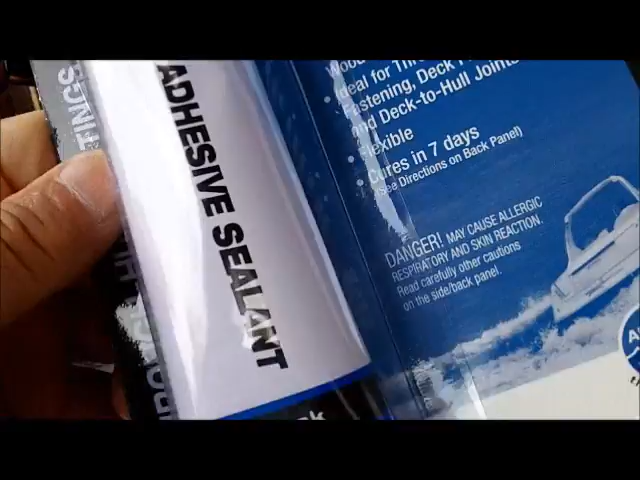 TINGS
ADHESIVE SEALANT
Ideal for
Fastening, Deck
and Deck-to-Hull Joints
Flexible
Cures in 7 days
(See Directions on Back Panel)
DANGER! MAY CAUSE ALLERGIC
RESPIRATORY AND SKIN REACTION.
Read carefully other cautions
on the side/back panel.